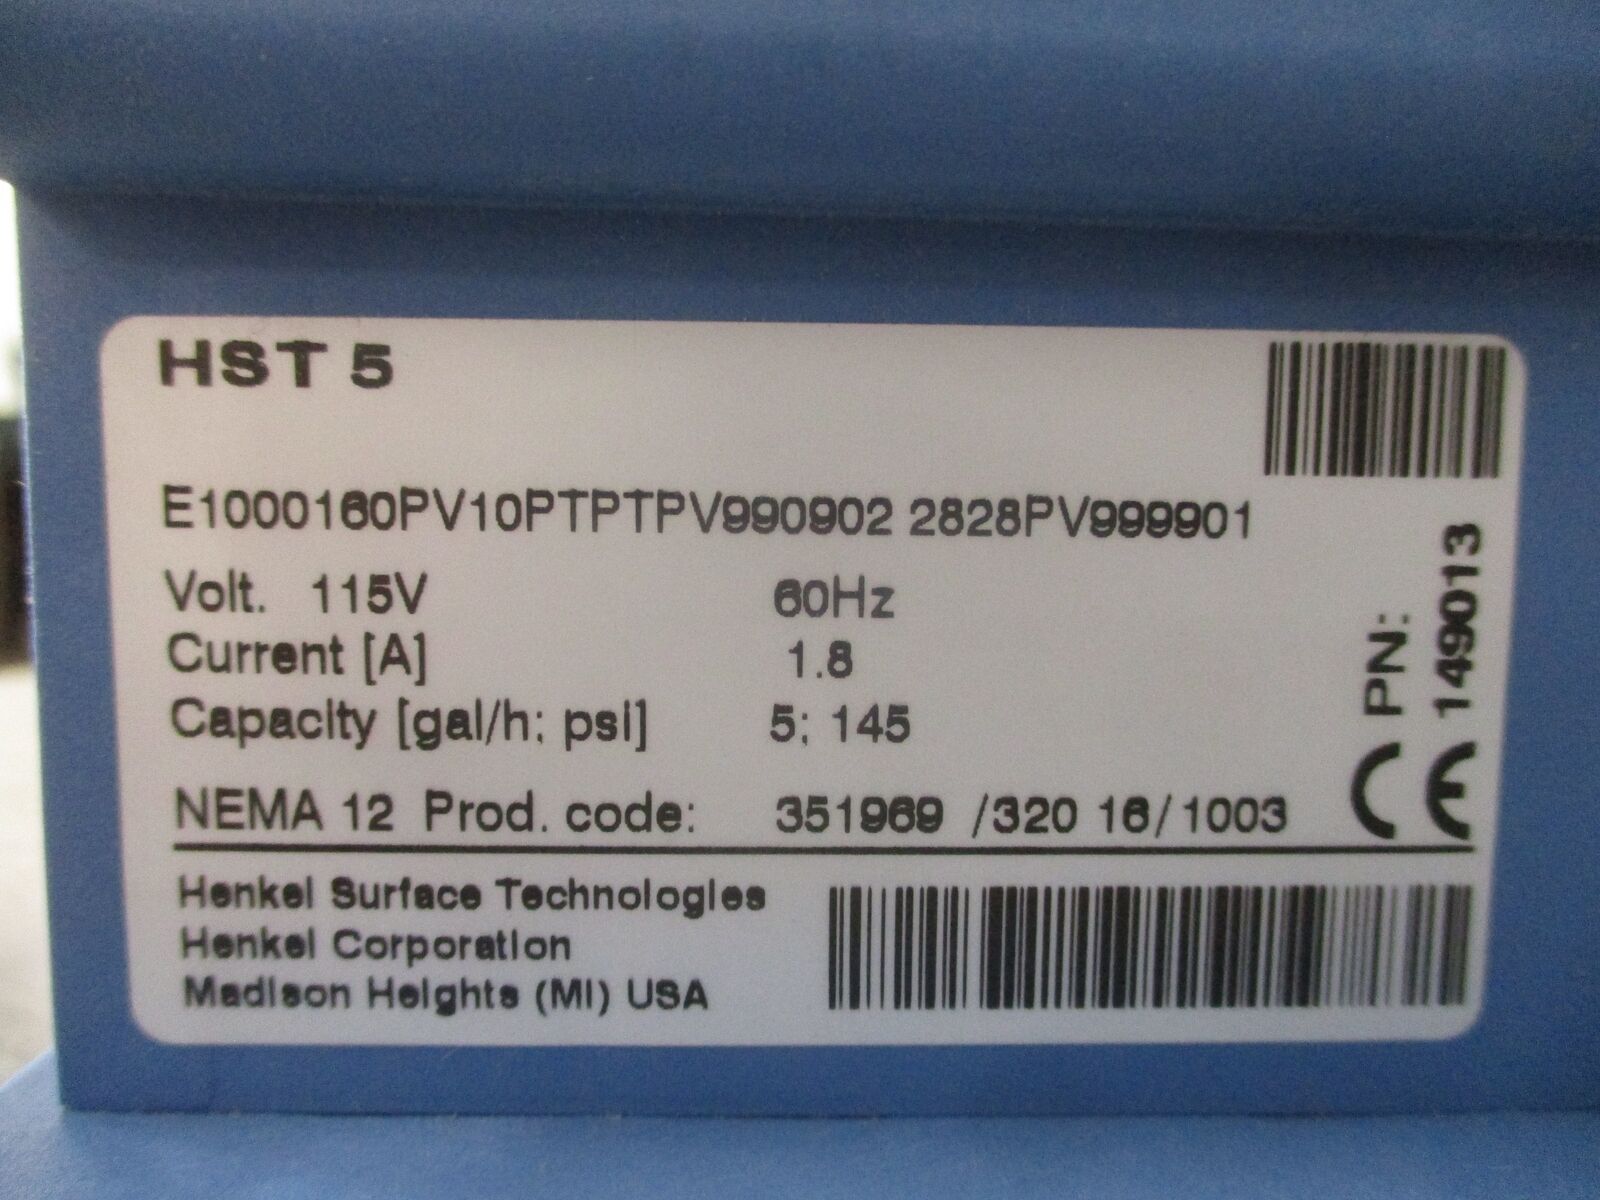 HST 5
E1000160PV10PTPTPV990902 2828PV999901
Volt. 115V 60Hz
Current [A] 1.8
Capacity [gal/h; psi] 5; 145
NEMA 12 Prod. code: 351969 /320 16/1003
PN: 149013
CE
Henkel Surface Technologies
Henkel Corporation
Madison Heights (MI) USA